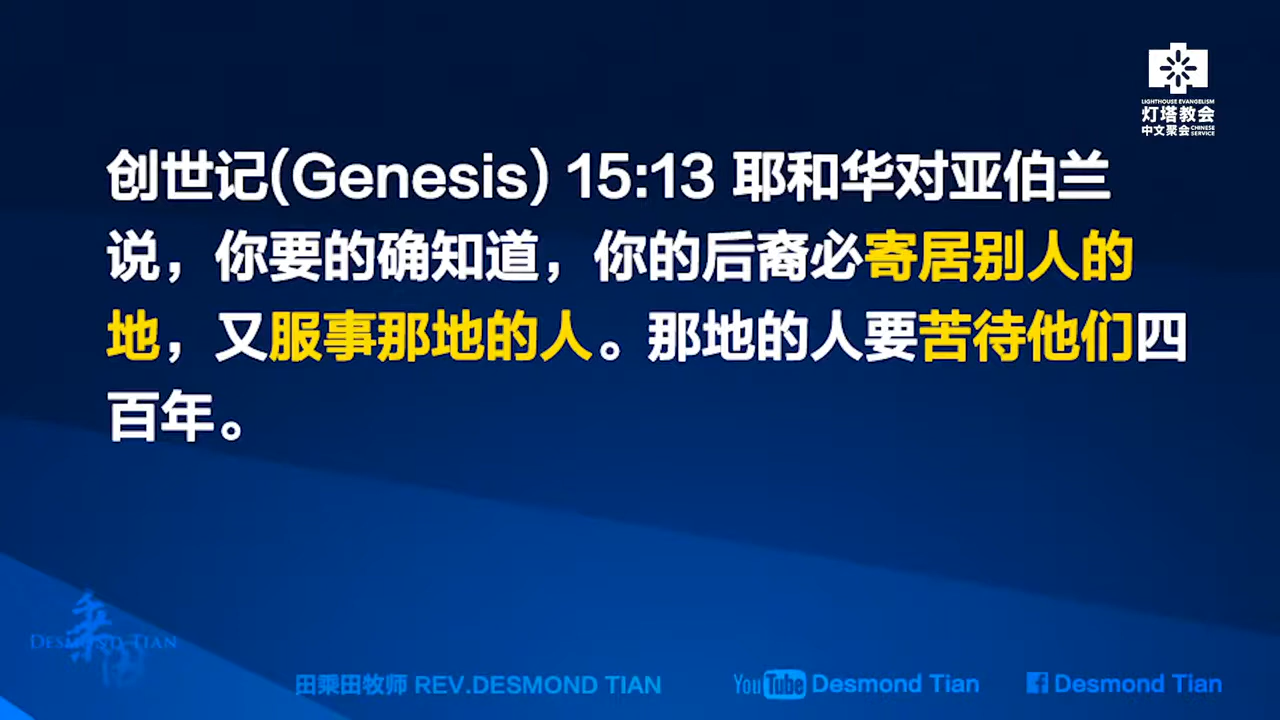 LIGHTHOUSE EVANGELISM
灯塔教会
中文聚会 CHINESE SERVICE
创世记(Genesis) 15:13 耶和华对亚伯兰
说，你要的确知道，你的后裔必寄居别人的
地，又服事那地的人。那地的人要苦待他们四
百年。
乘田
DESMOND TIAN
田乘田牧师 REV.DESMOND TIAN
YouTube Desmond Tian
f Desmond Tian